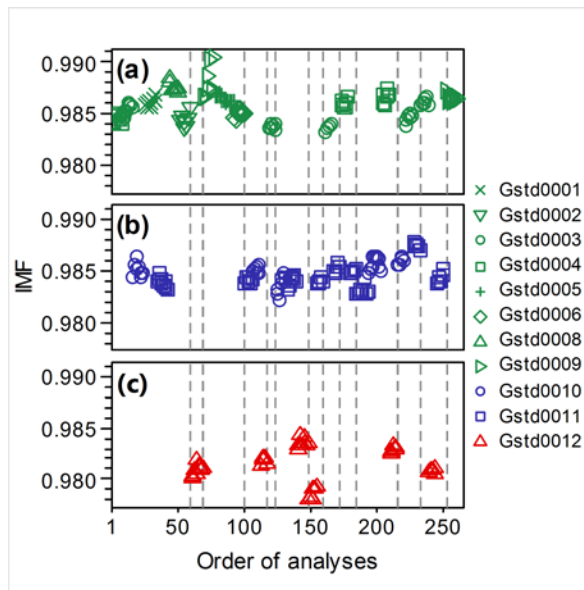 (a)
0.990
0.985
0.980
(b)
0.990
0.985
0.980
IMF
(c)
0.990
0.985
0.980
1 50 100 150 200 250
Order of analyses
Gstd0001
Gstd0002
Gstd0003
Gstd0004
Gstd0005
Gstd0006
Gstd0008
Gstd0009
Gstd0010
Gstd0011
Gstd0012